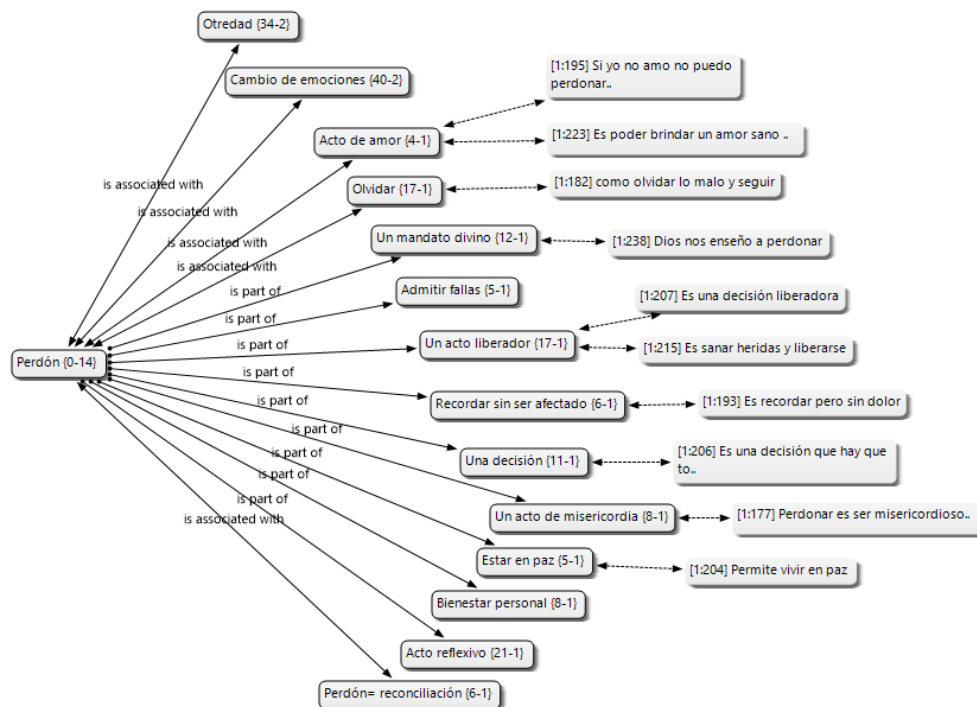 Otredad {34-2}
Cambio de emociones {40-2}
[1:195] Si yo no amo no puedo
perdonar..
Acto de amor {4-1}
[1:223] Es poder brindar un amor sano ..
is associated with
Olvidar {17-1}
[1:182] como olvidar lo malo y seguir
is associated with
Un mandato divino {12-1}
[1:238] Dios nos enseño a perdonar
is associated with
is associated with
is part of
Admitir fallas {5-1}
[1:207] Es una decisión liberadora
is part of
Un acto liberador {17-1}
[1:215] Es sanar heridas y liberarse
is part of
Perdón {0-14}
is part of
Recordar sin ser afectado {6-1}
[1:193] Es recordar pero sin dolor
is part of
is part of
Una decisión {11-1}
[1:206] Es una decisión que hay que
to..
is part of
is part of
Un acto de misericordia {8-1}
[1:177] Perdonar es ser misericordioso..
is part of
is associated with
Estar en paz {5-1}
[1:204] Permite vivir en paz
Bienestar personal {8-1}
Acto reflexivo {21-1}
Perdón= reconciliación {6-1}